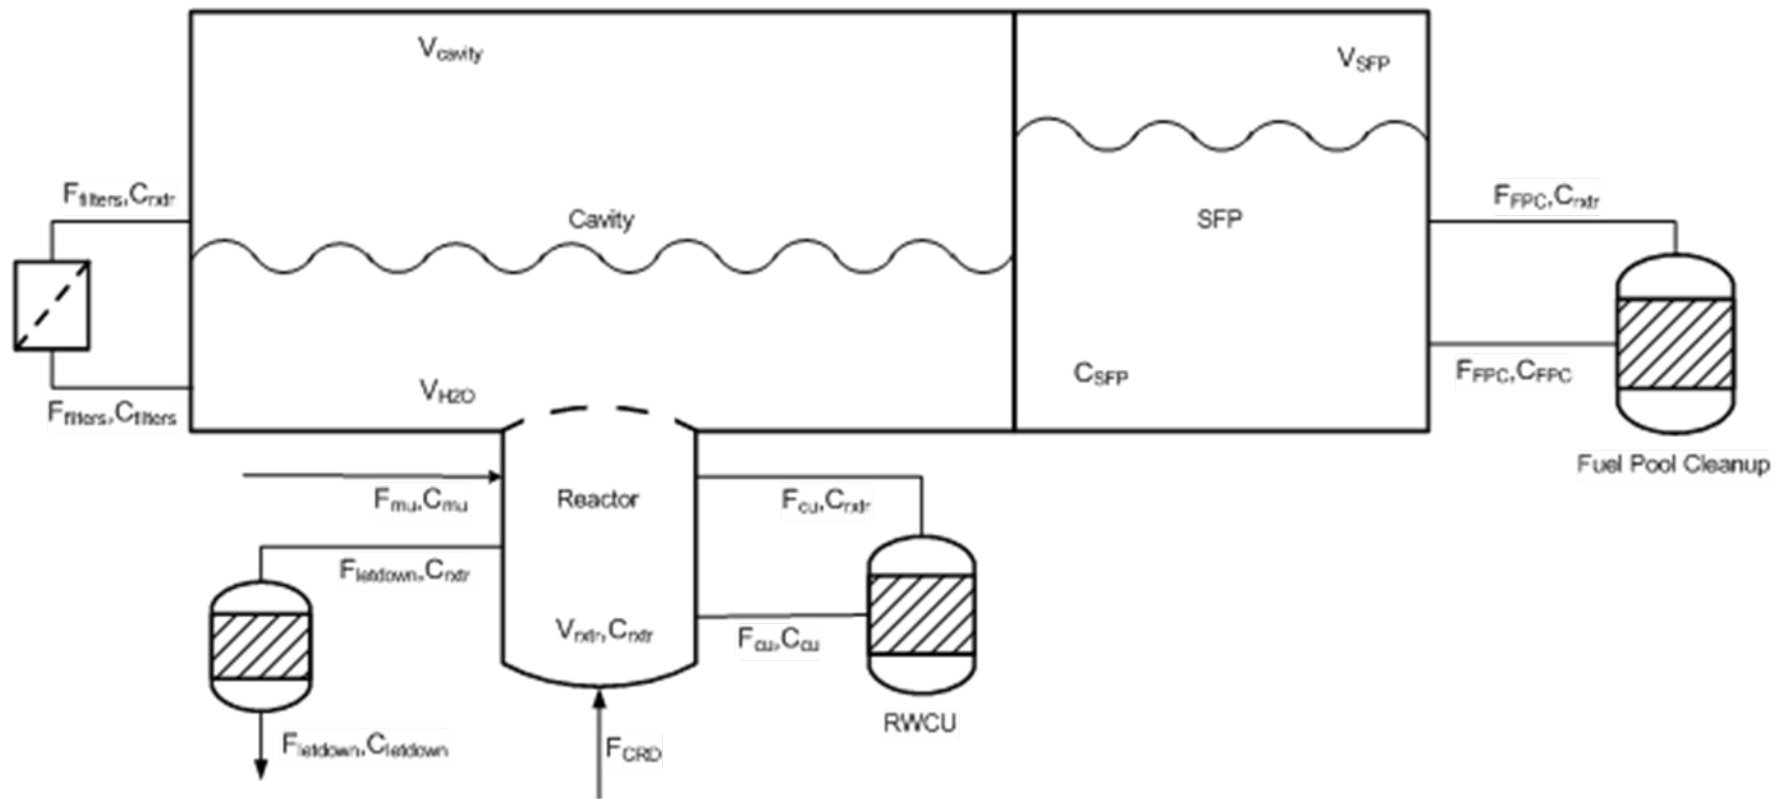 Vcavity
VSFP
Ffilters,Crxtr
Cavity
SFP
FFPC,Crxtr
CSFP
FFPC,CFPC
VH2O
Ffilters,Cfilters
Fuel Pool Cleanup
Fmu,Cmu
Reactor
Fcu,Crxtr
Fletdown,Crxtr
Vrxtr,Crxtr
Fcu,Ccu
RWCU
Fletdown,Cletdown
FCRD